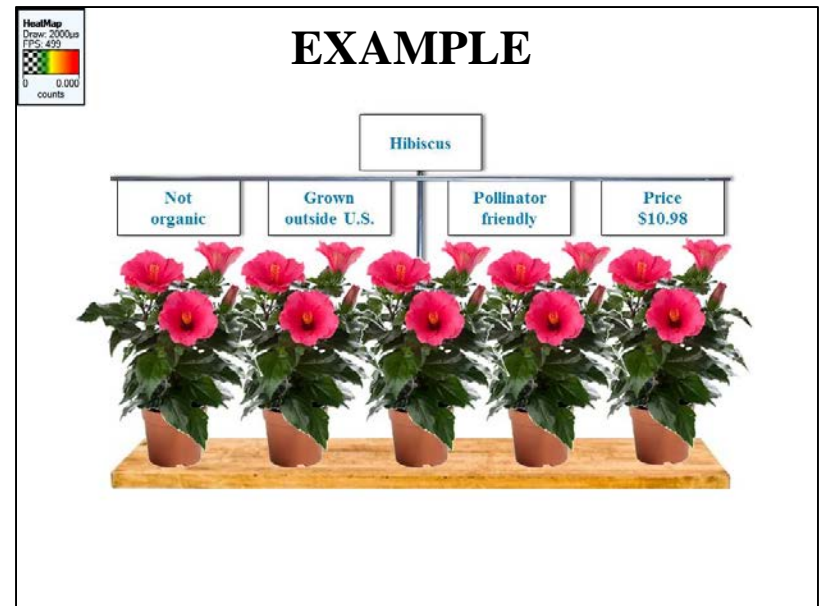 HeatMap
Draw: 2000µs
FPS: 499
0 0.000
counts
EXAMPLE
Hibiscus
Not
organic
Grown
outside U.S.
Pollinator
friendly
Price
$10.98